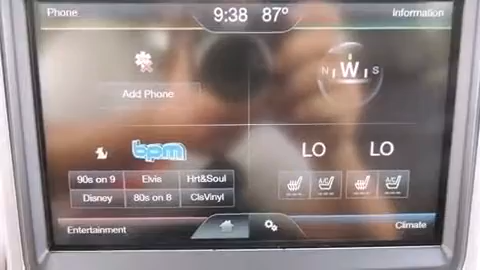 Phone 9:38 87° Information
N W S
Add Phone
bpm
LO LO
90s on 9 Elvis Hrt&Soul
A/C A/C
Disney 80s on 8 ClsVinyl
Entertainment Climate